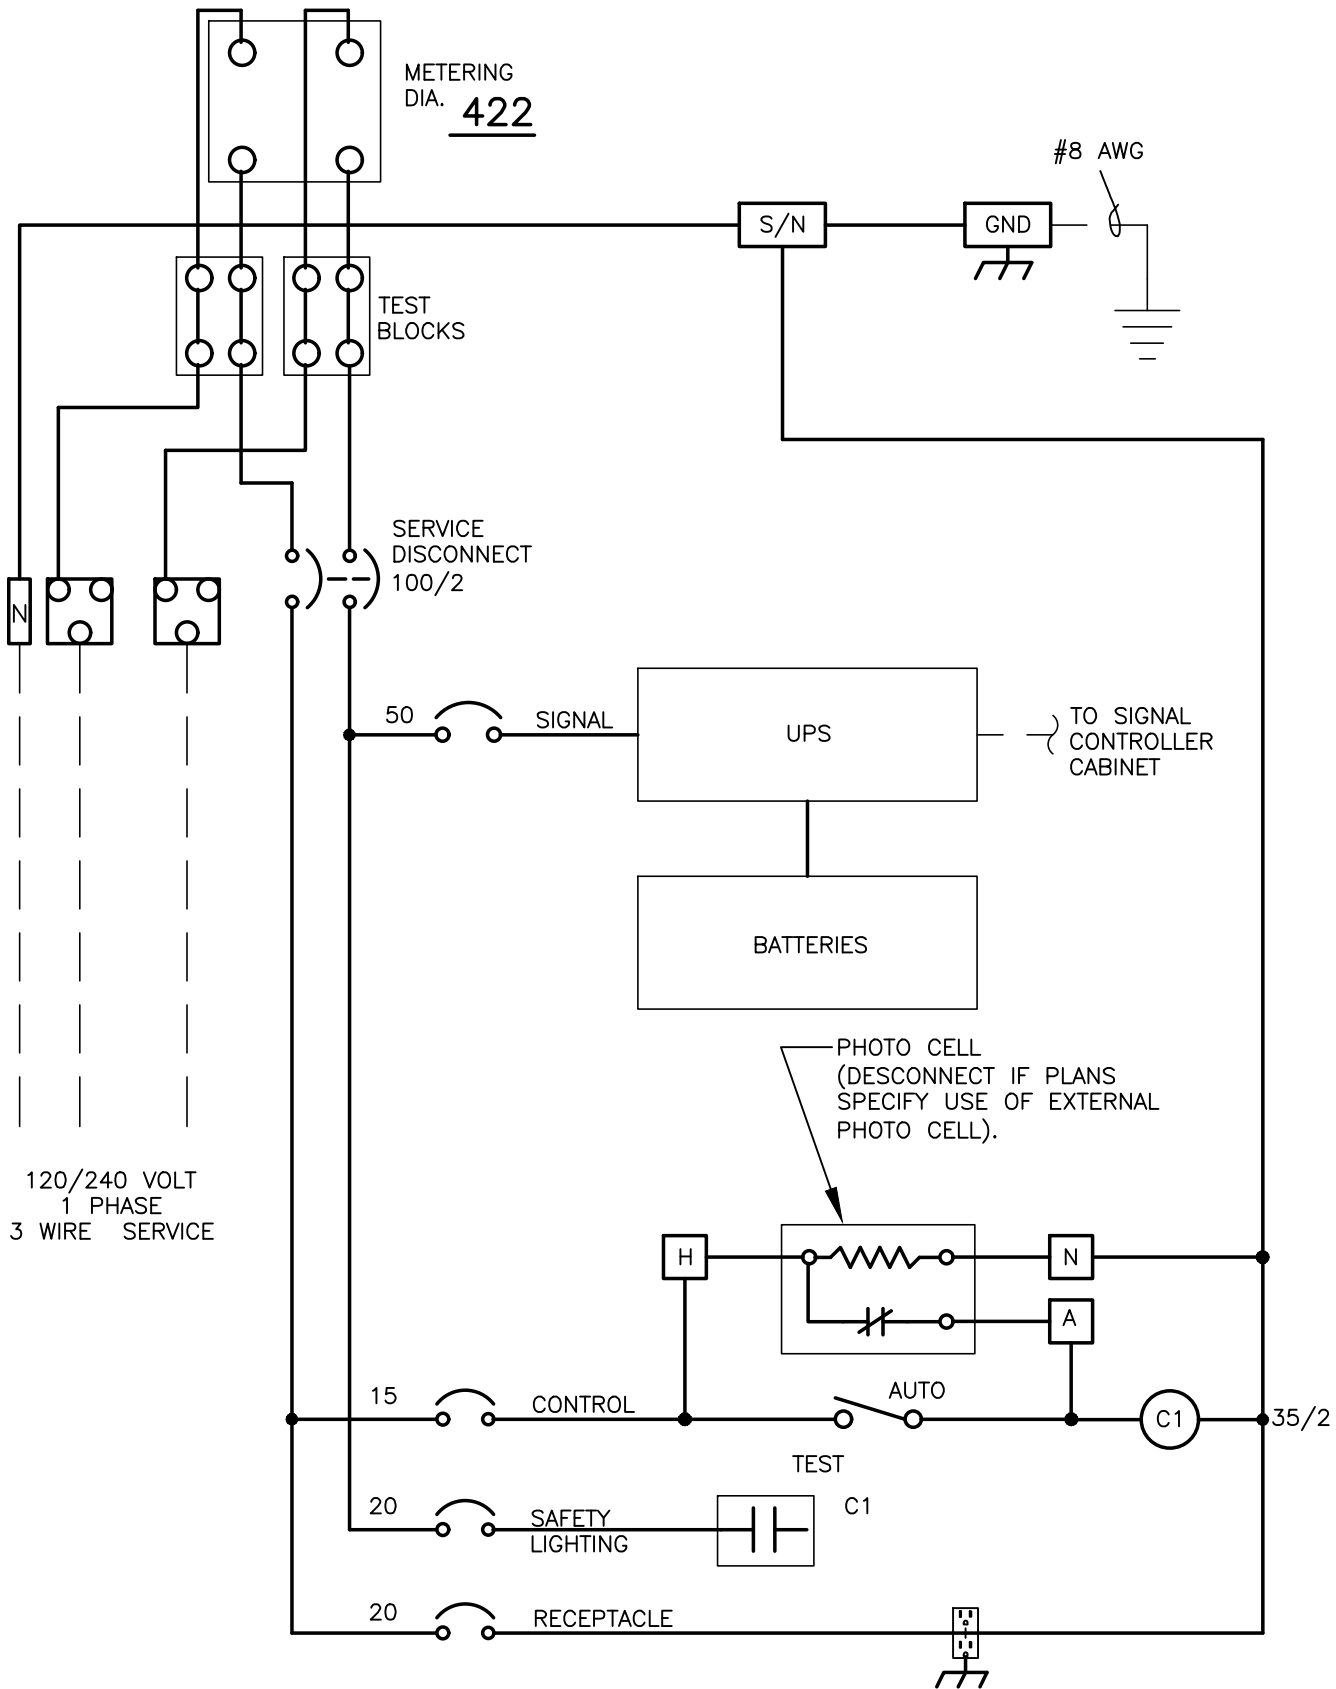 METERING
DIA. 422
#8 AWG
S/N
GND
TEST
BLOCKS
SERVICE
DISCONNECT
100/2
N
50
SIGNAL
UPS
TO SIGNAL
CONTROLLER
CABINET
BATTERIES
PHOTO CELL
(DESCONNECT IF PLANS
SPECIFY USE OF EXTERNAL
PHOTO CELL).
120/240 VOLT
1 PHASE
3 WIRE SERVICE
H
N
A
15
CONTROL
AUTO
C1
35/2
TEST
20
SAFETY
LIGHTING
C1
20
RECEPTACLE